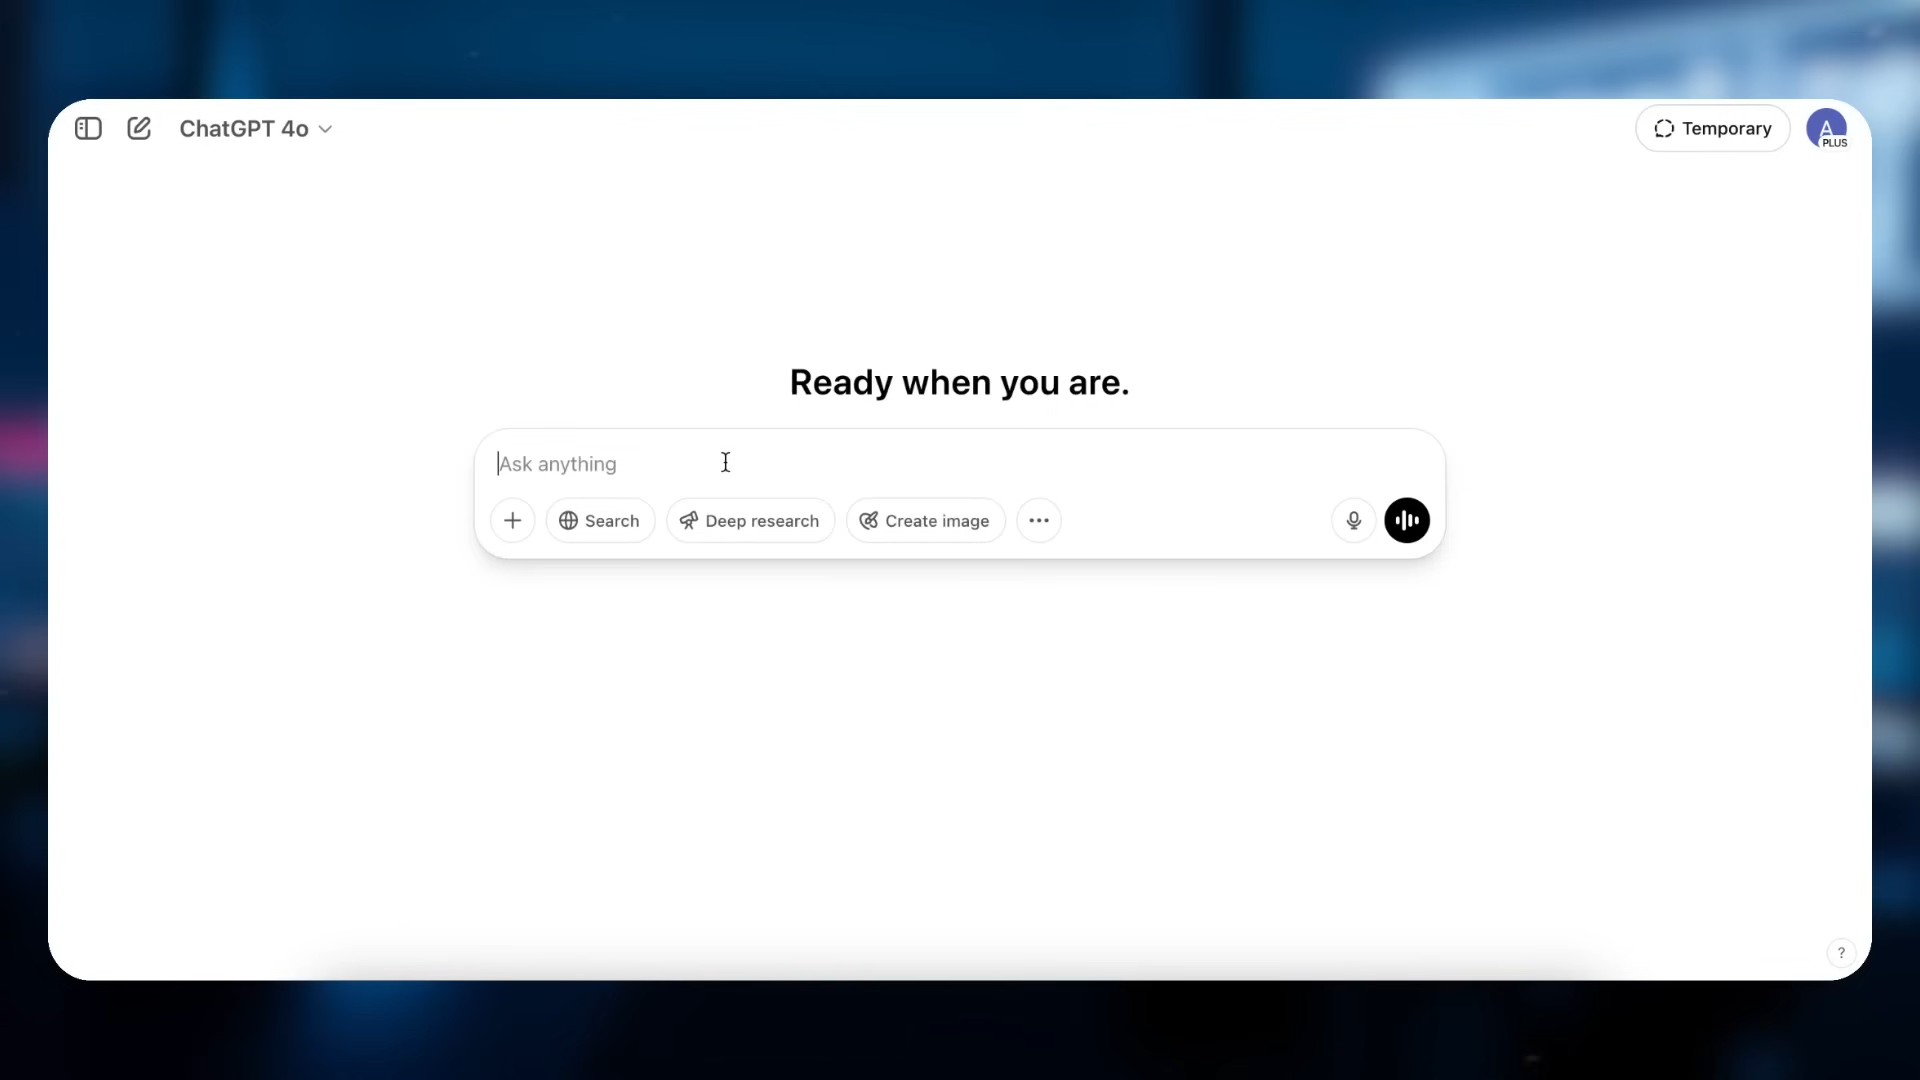 ChatGPT 4o
Temporary
A
PLUS
Ready when you are.
Ask anything
Search
Deep research
Create image
?